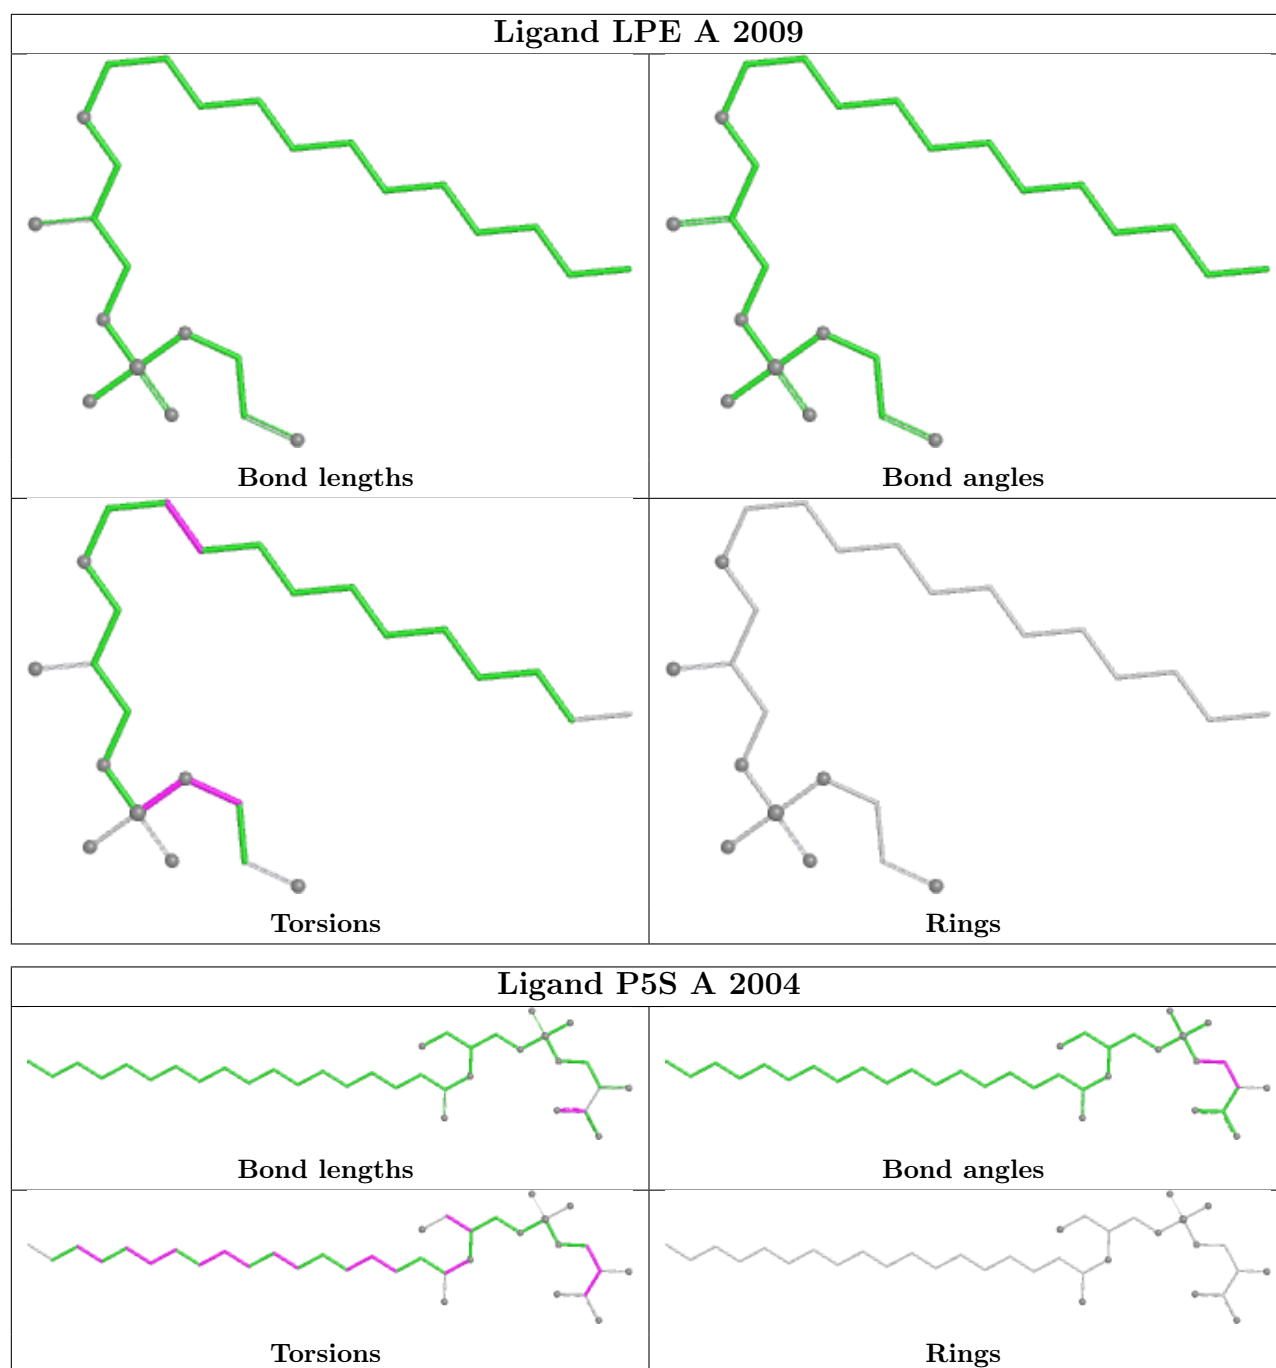 Ligand LPE A 2009
Bond lengths
Bond angles
Torsions
Rings
Ligand P5S A 2004
Bond lengths
Bond angles
Torsions
Rings